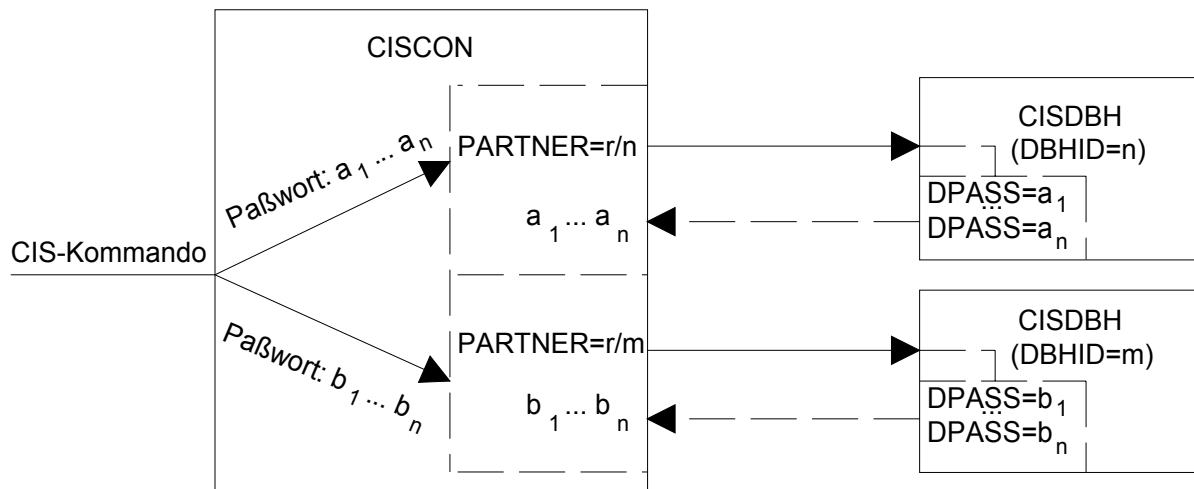 CISCON
CISDBH
(DBHID=n)
Paßwort: a1 ... an
PARTNER=r/n
DPASS=a1
...
DPASS=an
a1 ... an
CIS-Kommando
CISDBH
(DBHID=m)
Paßwort: b1 ... bn
PARTNER=r/m
DPASS=b1
...
DPASS=bn
b1 ... bn